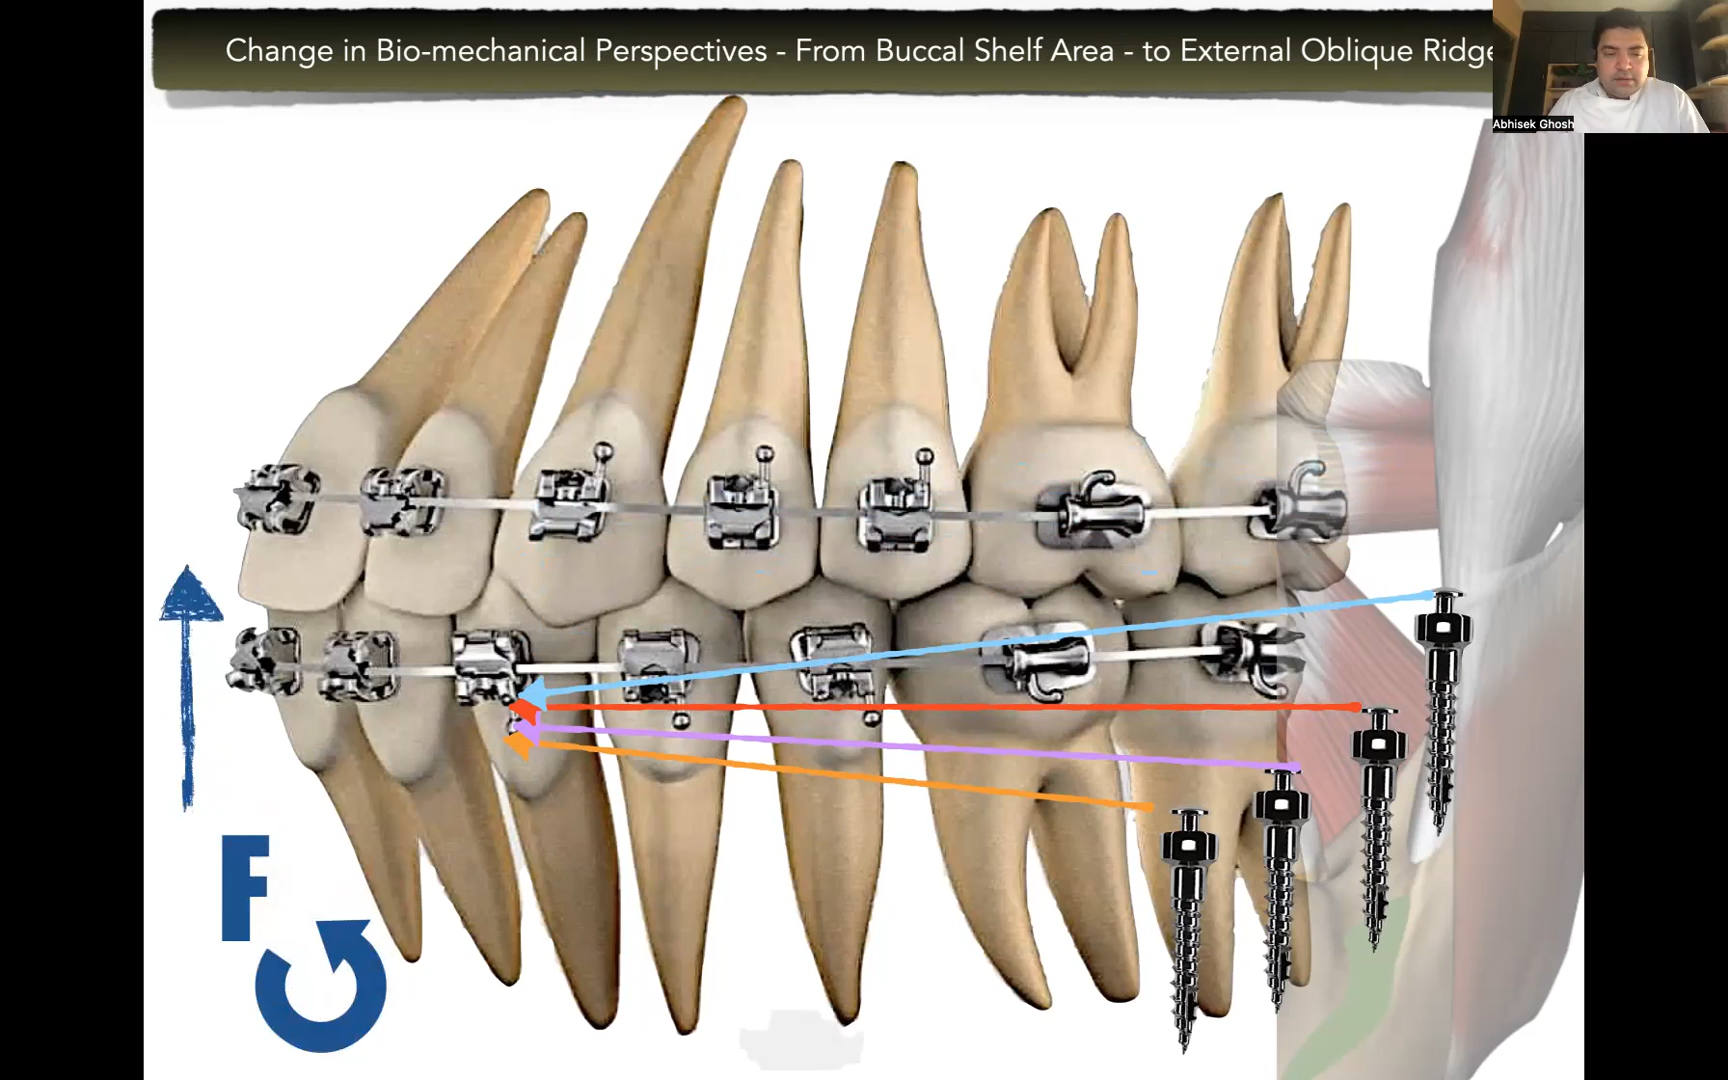 Change in Bio-mechanical Perspectives - From Buccal Shelf Area - to External Oblique Ridge
Abhisek Ghosh
F